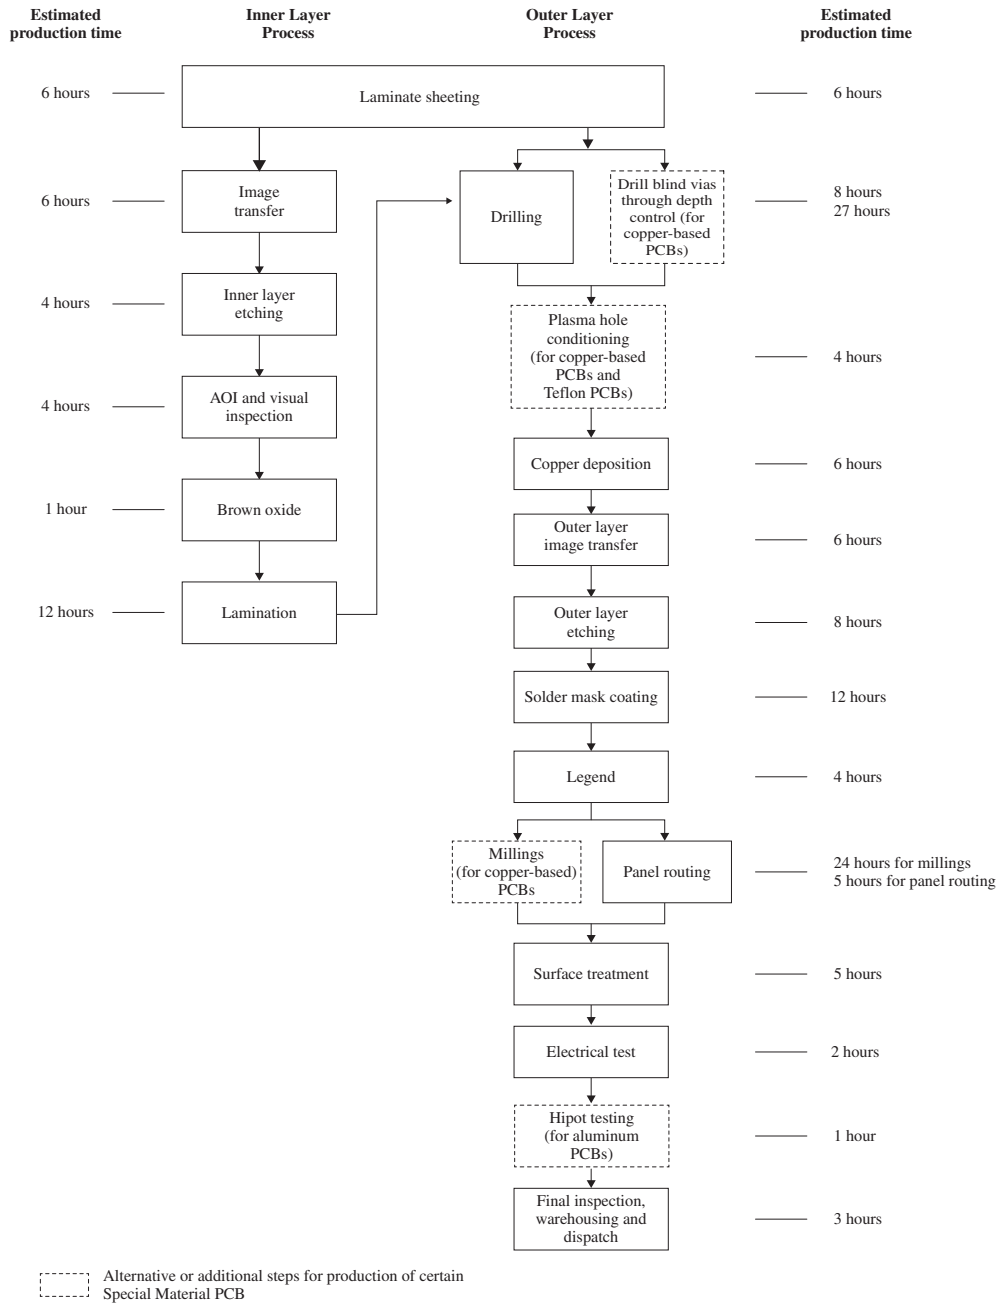 Estimated
production time
Inner Layer
Process
Outer Layer
Process
Estimated
production time
6 hours
Laminate sheeting
6 hours
6 hours
Image
transfer
Drilling
Drill blind vias
through depth
control (for
copper-based
PCBs)
8 hours
27 hours
4 hours
Inner layer
etching
Plasma hole
conditioning
(for copper-based
PCBs and
Teflon PCBs)
4 hours
4 hours
AOI and visual
inspection
Copper deposition
6 hours
1 hour
Brown oxide
Outer layer
image transfer
6 hours
12 hours
Lamination
Outer layer
etching
8 hours
Solder mask coating
12 hours
Legend
4 hours
Millings
(for copper-based)
PCBs
Panel routing
24 hours for millings
5 hours for panel routing
Surface treatment
5 hours
Electrical test
2 hours
Hipot testing
(for aluminum
PCBs)
1 hour
Final inspection,
warehousing and
dispatch
3 hours
Alternative or additional steps for production of certain
Special Material PCB